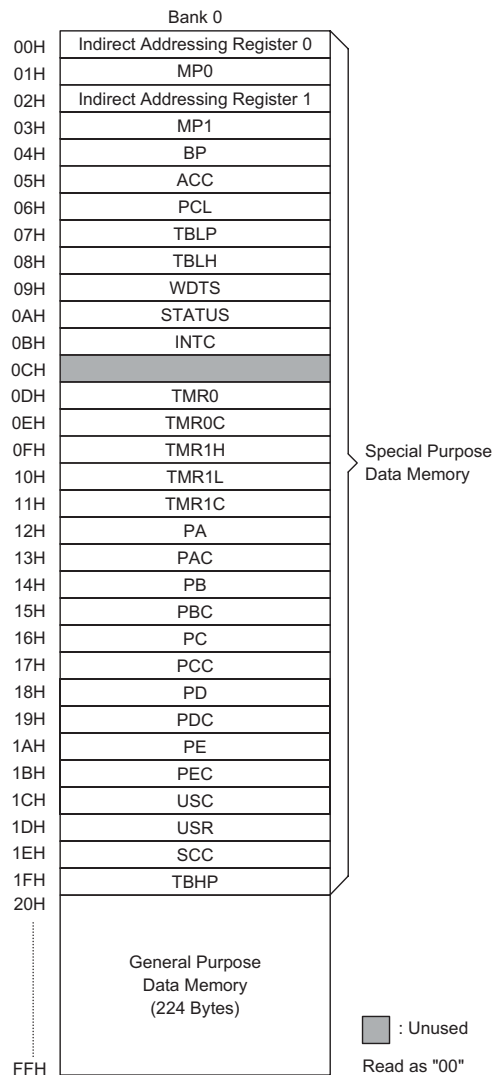 Bank 0
00H Indirect Addressing Register 0
01H MP0
02H Indirect Addressing Register 1
03H MP1
04H BP
05H ACC
06H PCL
07H TBLP
08H TBLH
09H WDTS
0AH STATUS
0BH INTC
0CH
0DH TMR0
0EH TMR0C
0FH TMR1H
10H TMR1L
11H TMR1C
12H PA
13H PAC
14H PB
15H PBC
16H PC
17H PCC
18H PD
19H PDC
1AH PE
1BH PEC
1CH USC
1DH USR
1EH SCC
1FH TBHP
Special Purpose
Data Memory
20H
General Purpose
Data Memory
(224 Bytes)
FFH
: Unused
Read as "00"